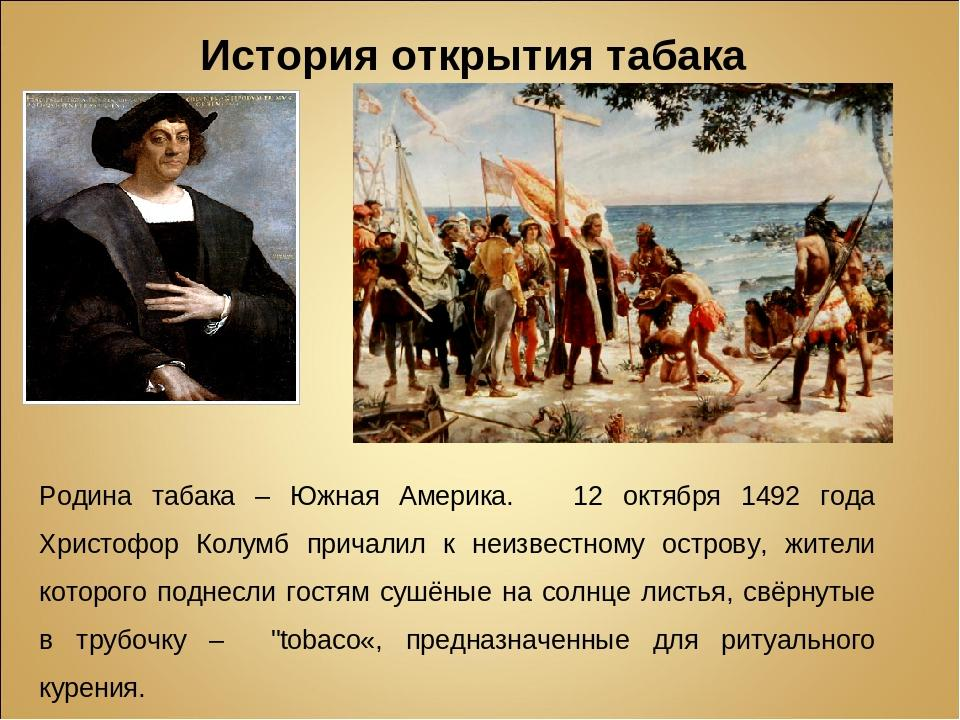 История открытия табака
Родина табака – Южная Америка. 12 октября 1492 года
Христофор Колумб причалил к неизвестному острову, жители
которого поднесли гостям сушёные на солнце листья, свёрнутые
в трубочку – "tobaco«, предназначенные для ритуального
курения.